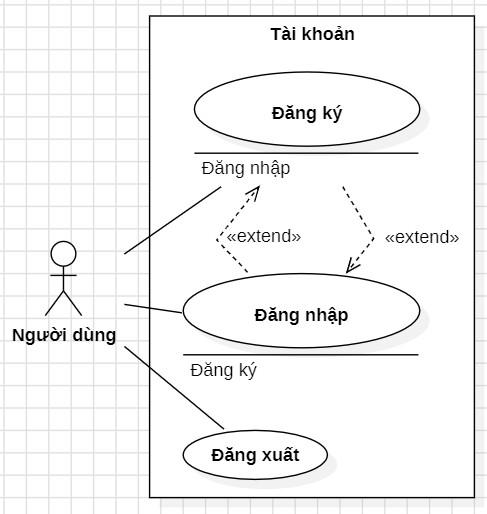 Tài khoản
Đăng ký
Đăng nhập
«extend»
«extend»
Đăng nhập
Người dùng
Đăng ký
Đăng xuất